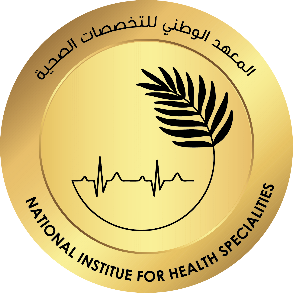 المعهد الوطني للتخصصات الصحية
NATIONAL INSTITUE FOR HEALTH SPECIALITIES